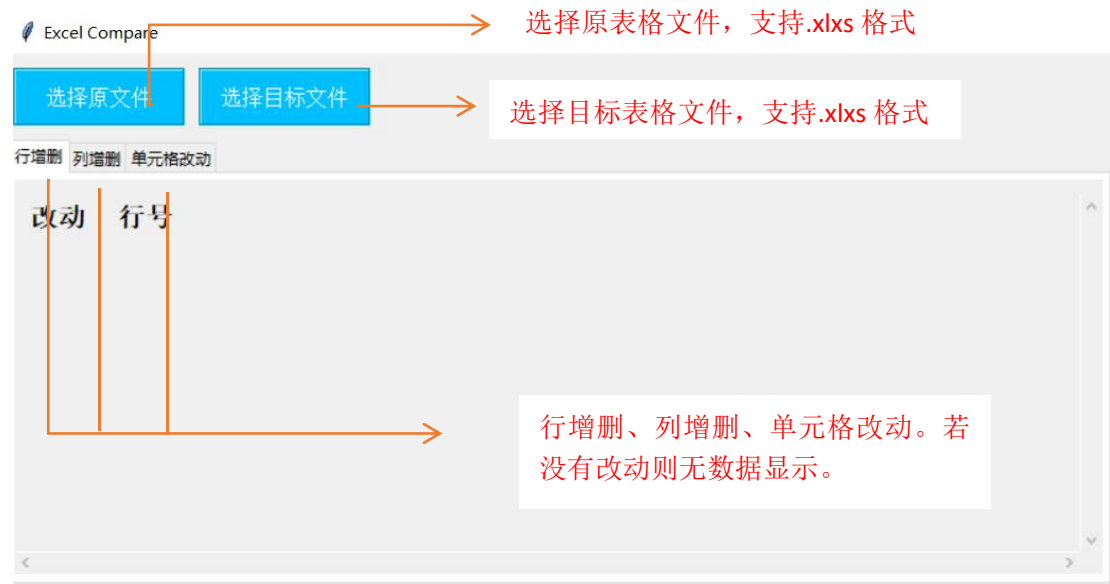 选择原表格文件，支持.xlxs 格式
Excel Compare
选择原文件
选择目标文件
选择目标表格文件，支持.xlxs 格式
行增删
列增删
单元格改动
改动
行号
行增删、列增删、单元格改动。若
没有改动则无数据显示。